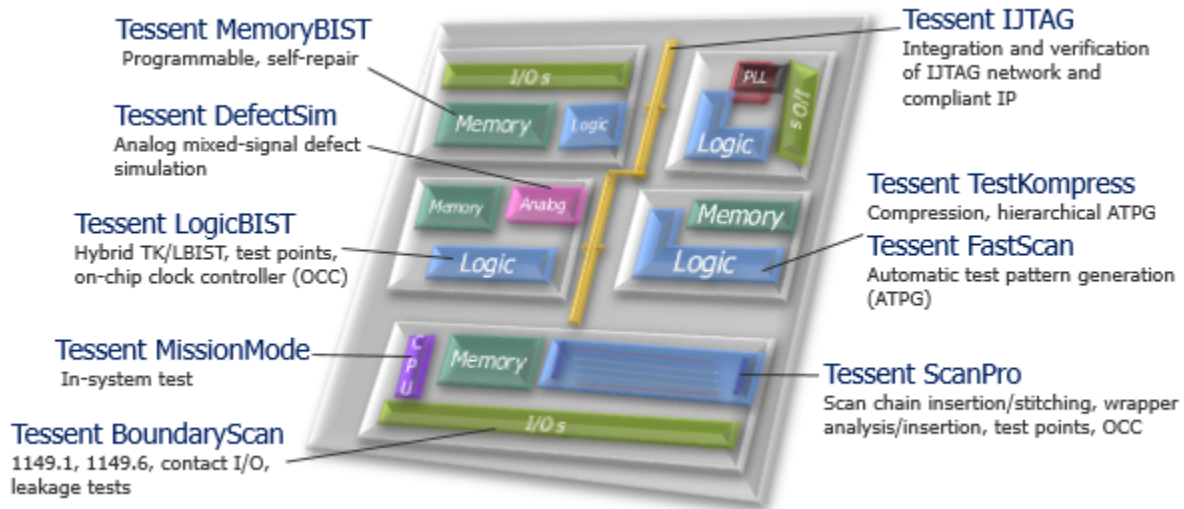 Tessent MemoryBIST
Programmable, self-repair
Tessent DefectSim
Analog mixed-signal defect
simulation
Tessent LogicBIST
Hybrid TK/LBIST, test points,
on-chip clock controller (OCC)
Tessent MissionMode
In-system test
Tessent BoundaryScan
1149.1, 1149.6, contact I/O,
leakage tests
I/O s
Memory
Logic
PLL
I/O s
Logic
Memory
Analog
Logic
Memory
Logic
CPU
Memory
I/O s
Tessent IJTAG
Integration and verification
of IJTAG network and
compliant IP
Tessent TestKompress
Compression, hierarchical ATPG
Tessent FastScan
Automatic test pattern generation
(ATPG)
Tessent ScanPro
Scan chain insertion/stitching, wrapper
analysis/insertion, test points, OCC